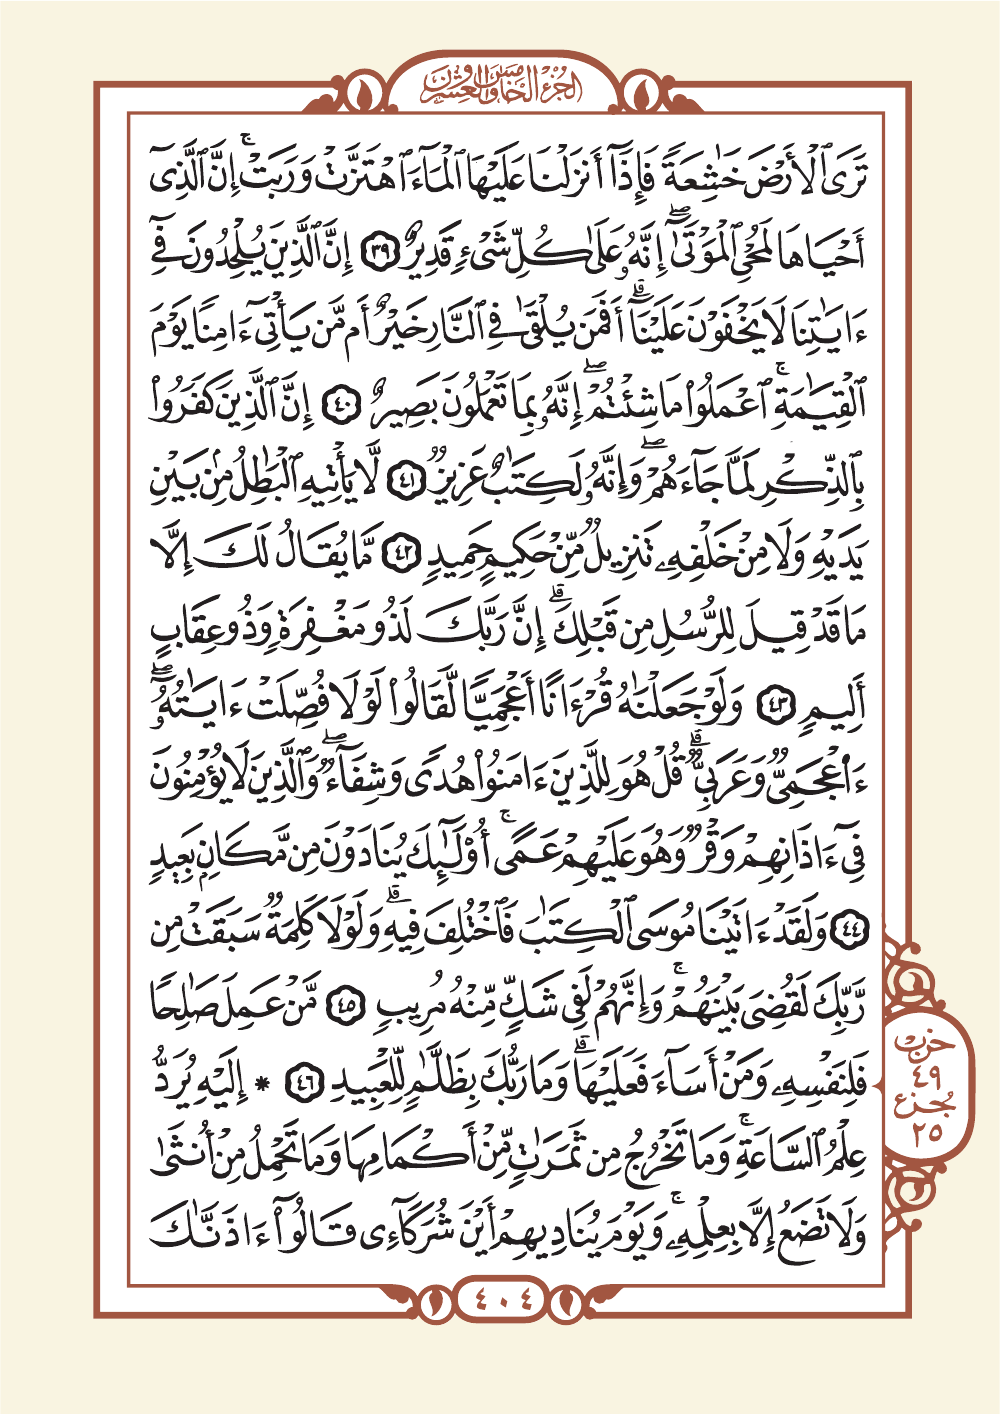 الجزء الخامس والعشرون
تَرَى ٱلْأَرْضَ خَٰشِعَةً فَإِذَآ أَنزَلْنَا عَلَيْهَا ٱلْمَآءَ ٱهْتَزَّتْ وَرَبَتْ ۚ إِنَّ ٱلَّذِىٓ
أَحْيَاهَا لَمُحْىِ ٱلْمَوْتَىٰٓ ۖ إِنَّهُۥ عَلَىٰ كُلِّ شَىْءٍ قَدِيرٌ ٣٩ إِنَّ ٱلَّذِينَ يُلْحِدُونَ فِىٓ
ءَايَٰتِنَا لَا يَخْفَوْنَ عَلَيْنَآ ۗ أَفَمَن يُلْقَىٰ فِى ٱلنَّارِ خَيْرٌ أَم مَّن يَأْتِىٓ ءَامِنًا يَوْمَ
ٱلْقِيَٰمَةِ ۚ ٱعْمَلُوا۟ مَا شِئْتُمْ ۖ إِنَّهُۥ بِمَا تَعْمَلُونَ بَصِيرٌ ٤٠ إِنَّ ٱلَّذِينَ كَفَرُوا۟
بِٱلذِّكْرِ لَمَّا جَآءَهُمْ ۖ وَإِنَّهُۥ لَكِتَٰبٌ عَزِيزٌ ٤١ لَّا يَأْتِيهِ ٱلْبَٰطِلُ مِنۢ بَيْنِ
يَدَيْهِ وَلَا مِنْ خَلْفِهِۦ ۖ تَنزِيلٌ مِّنْ حَكِيمٍ حَمِيدٍ ٤٢ مَّا يُقَالُ لَكَ إِلَّا
مَا قَدْ قِيلَ لِلرُّسُلِ مِن قَبْلِكَ ۗ إِنَّ رَبَّكَ لَذُو مَغْفِرَةٍ وَذُو عِقَابٍ
أَلِيمٍ ٤٣ وَلَوْ جَعَلْنَٰهُ قُرْءَانًا أَعْجَمِيًّا لَّقَالُوا۟ لَوْلَا فُصِّلَتْ ءَايَٰتُهُۥٓ ۖ
ءَا۬عْجَمِىٌّ وَعَرَبِىٌّ ۗ قُلْ هُوَ لِلَّذِينَ ءَامَنُوا۟ هُدًى وَشِفَآءٌ ۖ وَٱلَّذِينَ لَا يُؤْمِنُونَ
فِىٓ ءَاذَانِهِمْ وَقْرٌ وَهُوَ عَلَيْهِمْ عَمًى ۚ أُو۟لَٰٓئِكَ يُنَادَوْنَ مِن مَّكَانٍۭ بَعِيدٍ
٤٤ وَلَقَدْ ءَاتَيْنَا مُوسَى ٱلْكِتَٰبَ فَٱخْتُلِفَ فِيهِ ۗ وَلَوْلَا كَلِمَةٌ سَبَقَتْ مِن
رَّبِّكَ لَقُضِىَ بَيْنَهُمْ ۚ وَإِنَّهُمْ لَفِى شَكٍّ مِّنْهُ مُرِيبٍ ٤٥ مَّنْ عَمِلَ صَٰلِحًا
فَلِنَفْسِهِۦ وَمَنْ أَسَآءَ فَعَلَيْهَا ۗ وَمَا رَبُّكَ بِظَلَّٰمٍ لِّلْعَبِيدِ ٤٦ * إِلَيْهِ يُرَدُّ
عِلْمُ ٱلسَّاعَةِ ۚ وَمَا تَخْرُجُ مِن ثَمَرَٰتٍ مِّنْ أَكْمَامِهَا وَمَا تَحْمِلُ مِنْ أُنثَىٰ
وَلَا تَضَعُ إِلَّا بِعِلْمِهِۦ ۚ وَيَوْمَ يُنَادِيهِمْ أَيْنَ شُرَكَآءِى قَالُوٓا۟ ءَاذَنَّٰكَ
حزب
٤٩
جزء
٢٥
٤٠٤